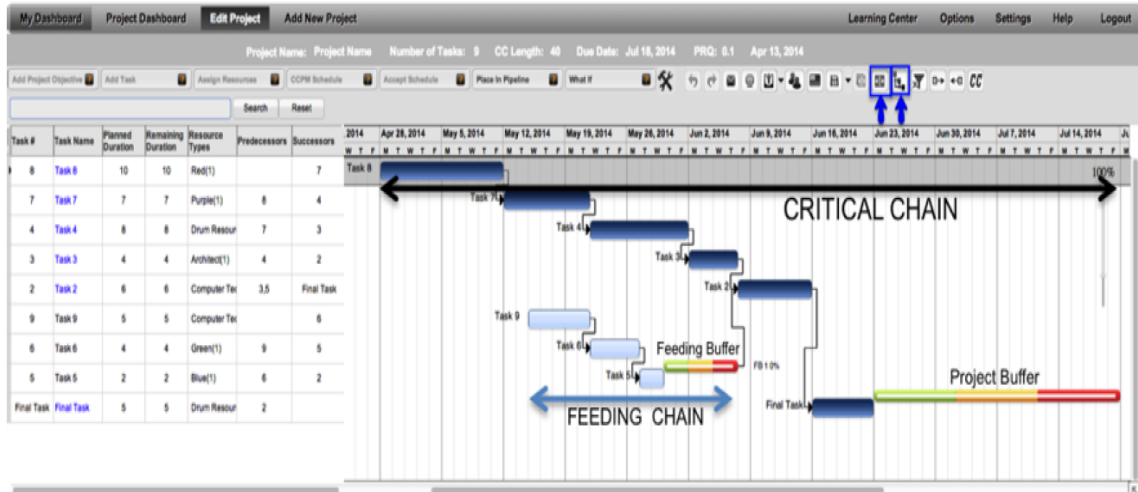 My Dashboard Project Dashboard Edit Project Add New Project Learning Center Options Settings Help Logout
Project Name: Project Name Number of Tasks: 9 CC Length: 40 Due Date: Jul 18, 2014 PRQ: 0.1 Apr 13, 2014
Add Project Objective Add Task Assign Resources CCPM Schedule Accept Schedule Place In Pipeline What If CC
Search Reset
Task # Task Name Planned Duration Remaining Duration Resource Types Predecessors Successors
2014 Apr 28, 2014 May 5, 2014 May 12, 2014 May 19, 2014 May 26, 2014 Jun 2, 2014 Jun 9, 2014 Jun 16, 2014 Jun 23, 2014 Jun 30, 2014 Jul 7, 2014 Jul 14, 2014 Ju
W T F M T W T F M T W T F M T W T F M T W T F M T W T F M T W T F M T W T F M T W T F M T W T F M T W T F M T W T F M T W T F M
8 Task 8 10 10 Red(1) 7 Task 8 100%
7 Task 7 7 7 Purple(1) 8 4 Task 7
CRITICAL CHAIN
4 Task 4 8 8 Drum Resour 7 3 Task 4
3 Task 3 4 4 Architect(1) 4 2 Task 3
2 Task 2 6 6 Computer Tec 3,5 Final Task Task 2
9 Task 9 5 5 Computer Tec 6 Task 9
6 Task 6 4 4 Green(1) 9 5 Task 6 Feeding Buffer
FB 1 0%
5 Task 5 2 2 Blue(1) 6 2 Task 5 Project Buffer
Final Task Final Task 5 5 Drum Resour 2 Final Task
FEEDING CHAIN